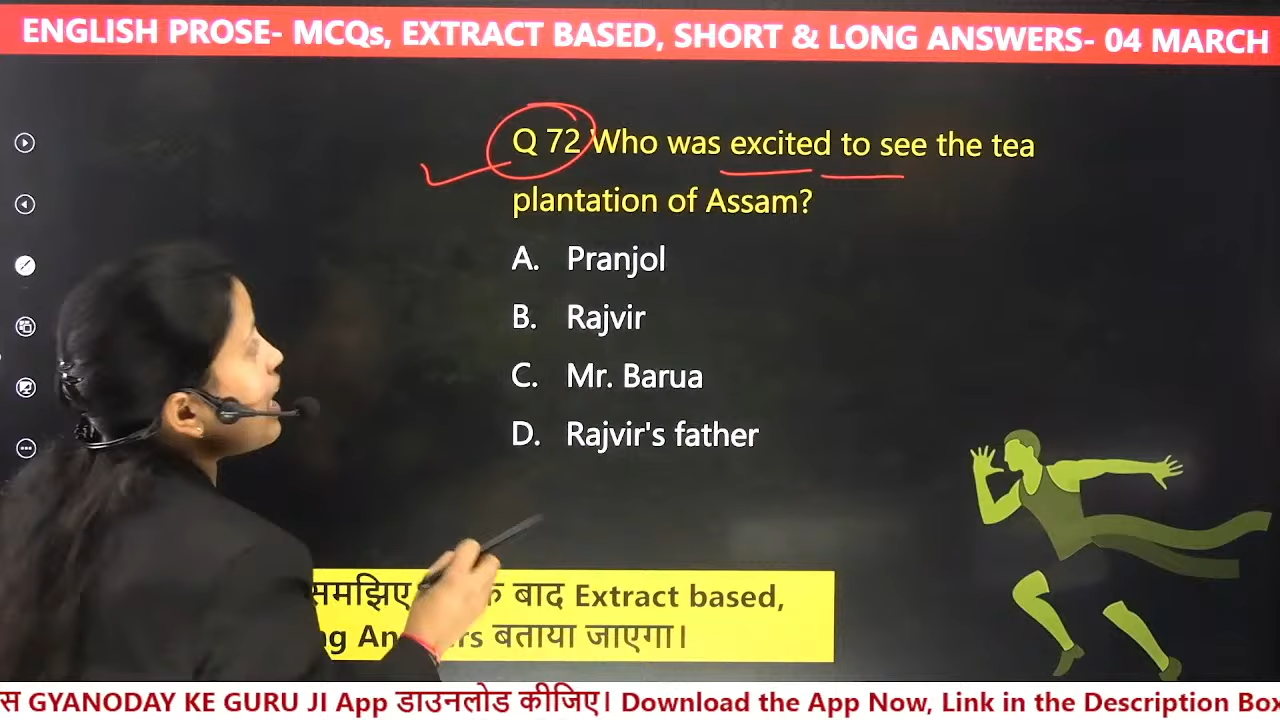 ENGLISH PROSE- MCQs, EXTRACT BASED, SHORT & LONG ANSWERS- 04 MARCH
Q 72 Who was excited to see the tea
plantation of Assam?
A. Pranjol
B. Rajvir
C. Mr. Barua
D. Rajvir's father
समझिए बाद Extract based,
बताया जाएगा।
GYANODAY KE GURU JI App डाउनलोड कीजिए। Download the App Now, Link in the Description Box